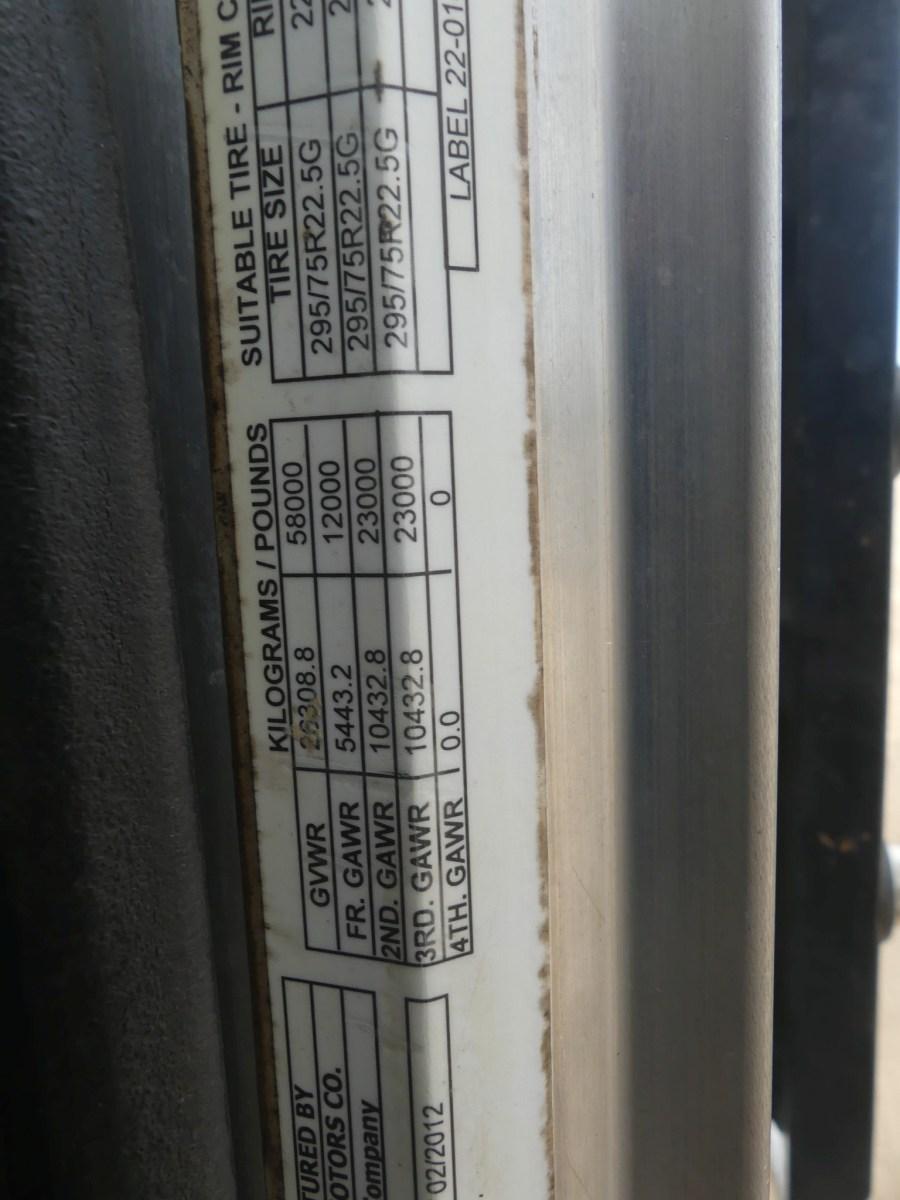 TURED BY
OTORS CO.
ompany
02/2012
KILOGRAMS / POUNDS
GVWR 26308.8 58000
FR. GAWR 5443.2 12000
2ND. GAWR 10432.8 23000
3RD. GAWR 10432.8 23000
4TH. GAWR 0.0 0
SUITABLE TIRE - RIM C
TIRE SIZE RI
295/75R22.5G 22
295/75R22.5G 2
295/75R22.5G
LABEL 22-01